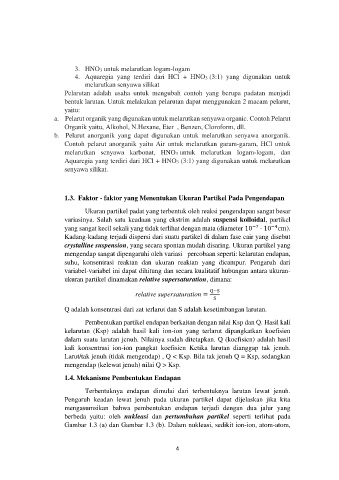 3. HNO3 untuk melarutkan logam-logam
4. Aquaregia yang terdiri dari HCl + HNO3 (3:1) yang digunakan untuk
melarutkan senyawa silikat
Pelarutan adalah usaha untuk mengubah contoh yang berupa padatan menjadi
bentuk larutan. Untuk melakukan pelarutan dapat menggunakan 2 macam pelarut,
yaitu:
a. Pelarut organik yang digunakan untuk melarutkan senyawa organic. Contoh Pelarut
Organik yaitu, Alkohol, N.Hexane, Eter , Benzen, Cloroform, dll.
b. Pelarut anorganik yang dapat digunakan untuk melarutkan senyawa anorganik.
Contoh pelarut anorganik yaitu Air untuk melarutkan garam-garam, HCl untuk
melarutkan senyawa karbonat, HNO3 untuk melarutkan logam-logam, dan
Aquaregia yang terdiri dari HCl + HNO3 (3:1) yang digunakan untuk melarutkan
senyawa silikat.
1.3. Faktor - faktor yang Menentukan Ukuran Partikel Pada Pengendapan
Ukuran partikel padat yang terbentuk oleh reaksi pengendapan sangat besar
variasinya. Salah satu keadaan yang ekstrim adalah suspensi kolloidal, partikel
yang sangat kecil sekali yang tidak terlihat dengan mata (diameter 10⁻⁷ - 10⁻⁴cm).
Kadang-kadang terjadi dispersi dari suatu partikel di dalam fase cair yang disebut
crystalline suspension, yang secara spontan mudah disaring. Ukuran partikel yang
mengendap sangat dipengaruhi oleh variasi percobaan seperti: kelarutan endapan,
suhu, konsentrasi reaktan dan ukuran reaktan yang dicampur. Pengaruh dari
variabel-variabel ini dapat dihitung dan secara kualitatif hubungan antara ukuran-
ukuran partikel dinamakan relative supersaturation, dimana:
relative supersaturation = Q−S
S
Q adalah konsentrasi dari zat terlarut dan S adalah kesetimbangan larutan.
Pembentukan partikel endapan berkaitan dengan nilai Ksp dan Q. Hasil kali
kelarutan (Ksp) adalah hasil kali ion-ion yang terlarut dipangkatkan koefisien
dalam suatu larutan jenuh. Nilainya sudah ditetapkan. Q (koefisien) adalah hasil
kali konsentrasi ion-ion pangkat koefisien Ketika larutan dianggap tak jenuh.
Larut/tak jenuh (tidak mengendap) , Q < Ksp. Bila tak jenuh Q = Ksp, sedangkan
mengendap (kelewat jenuh) nilai Q > Ksp.
1.4. Mekanisme Pembentukan Endapan
Terbentuknya endapan dimulai dari terbentuknya larutan lewat jenuh.
Pengaruh keadan lewat jenuh pada ukuran partikel dapat dijelaskan jika kita
mengasumsikan bahwa pembentukan endapan terjadi dengan dua jalur yang
berbeda yaitu: oleh nukleasi dan pertumbuhan partikel seperti terlihat pada
Gambar 1.3 (a) dan Gambar 1.3 (b). Dalam nukleasi, sedikit ion-ion, atom-atom,
4